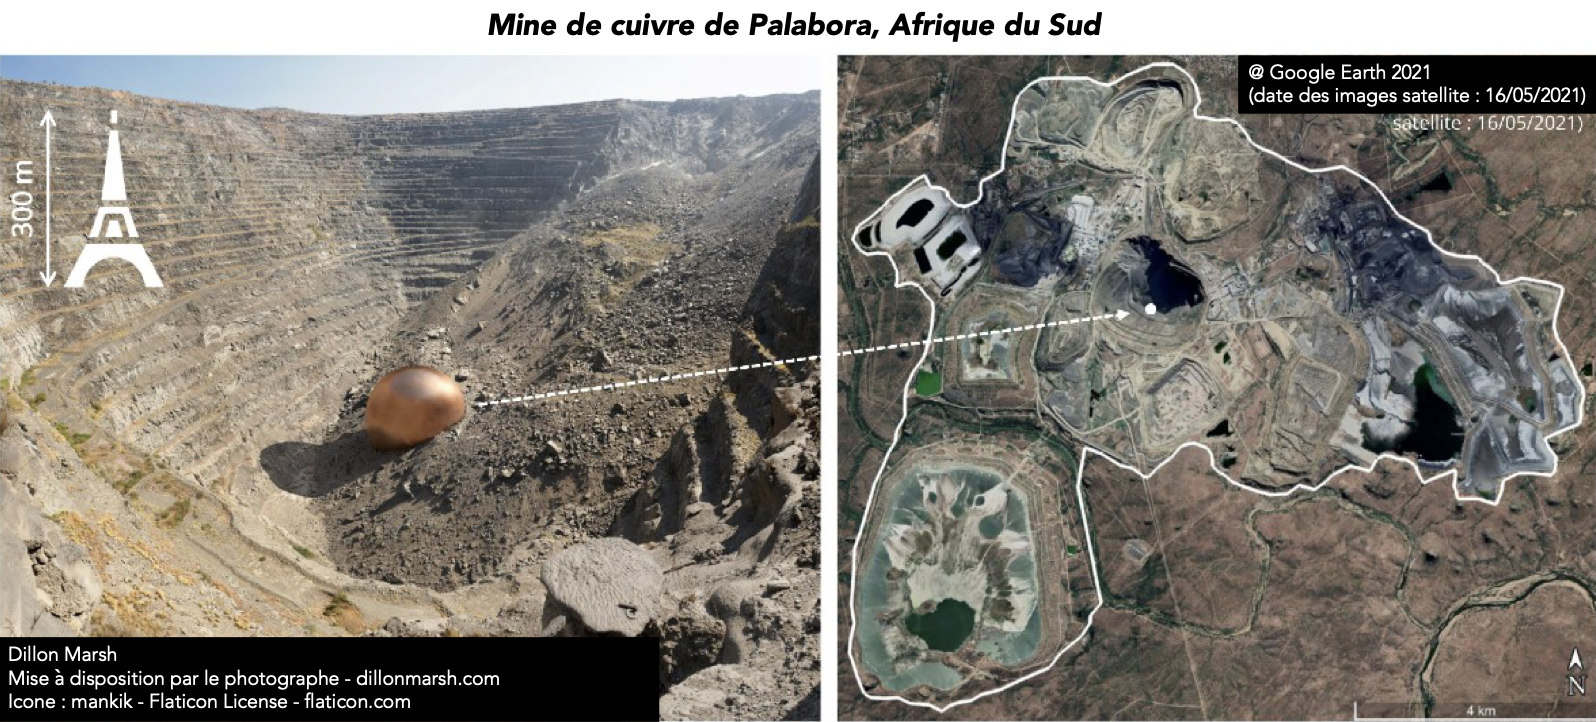 Mine de cuivre de Palabora, Afrique du Sud
300 m
@ Google Earth 2021
(date des images satellite : 16/05/2021)
satellite : 16/05/2021)
Dillon Marsh
Mise à disposition par le photographe - dillonmarsh.com
Icone : mankik - Flaticon License - flaticon.com
N
4 km